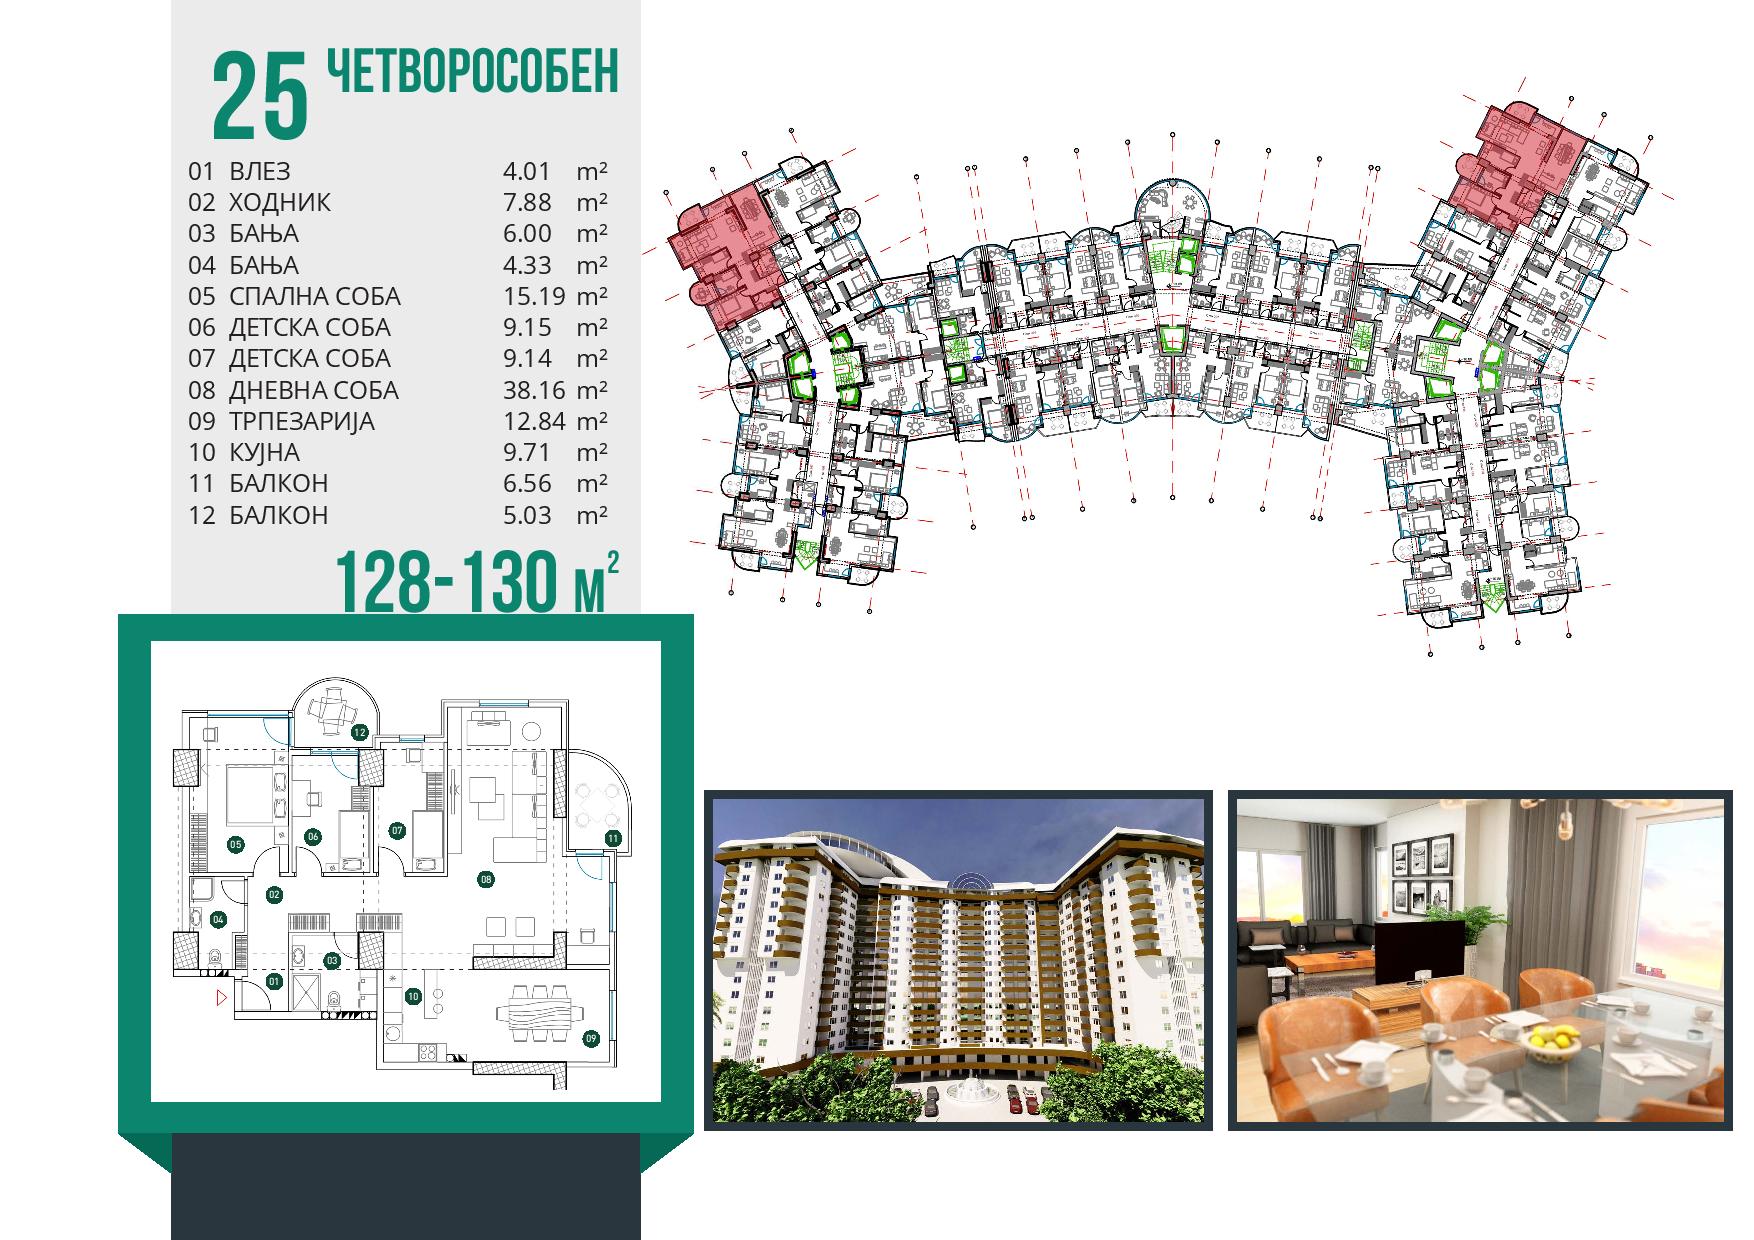 25 ЧЕТВОРОСОБЕН
01 ВЛЕЗ 4.01 m²
02 ХОДНИК 7.88 m²
03 БАЊА 6.00 m²
04 БАЊА 4.33 m²
05 СПАЛНА СОБА 15.19 m²
06 ДЕТСКА СОБА 9.15 m²
07 ДЕТСКА СОБА 9.14 m²
08 ДНЕВНА СОБА 38.16 m²
09 ТРПЕЗАРИЈА 12.84 m²
10 КУЈНА 9.71 m²
11 БАЛКОН 6.56 m²
12 БАЛКОН 5.03 m²
128-130 м²
12
11
07
06
05
08
02
04
03
01
10
09